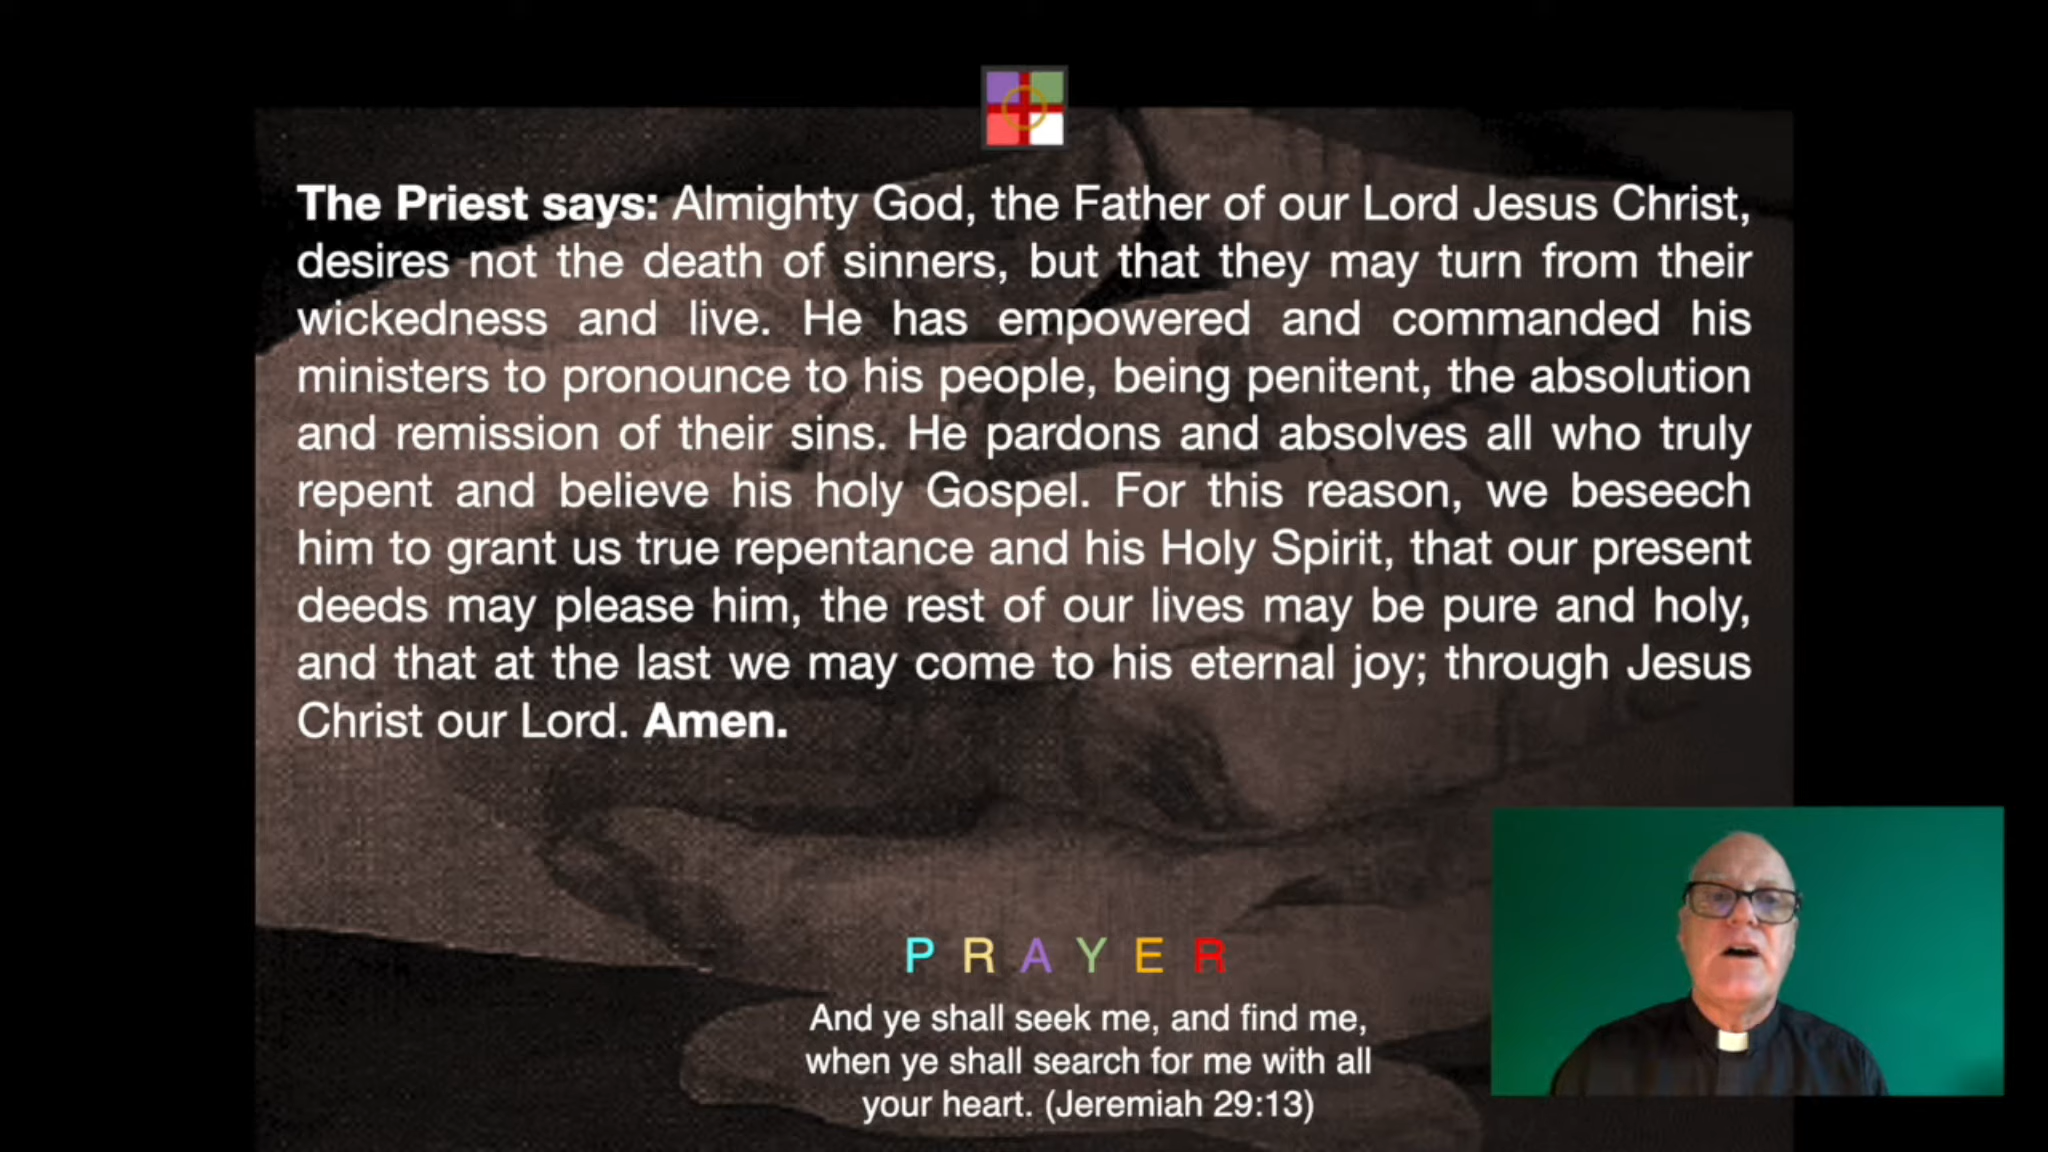 The Priest says: Almighty God, the Father of our Lord Jesus Christ,
desires not the death of sinners, but that they may turn from their
wickedness and live. He has empowered and commanded his
ministers to pronounce to his people, being penitent, the absolution
and remission of their sins. He pardons and absolves all who truly
repent and believe his holy Gospel. For this reason, we beseech
him to grant us true repentance and his Holy Spirit, that our present
deeds may please him, the rest of our lives may be pure and holy,
and that at the last we may come to his eternal joy; through Jesus
Christ our Lord. Amen.
P R A Y E R
And ye shall seek me, and find me,
when ye shall search for me with all
your heart. (Jeremiah 29:13)